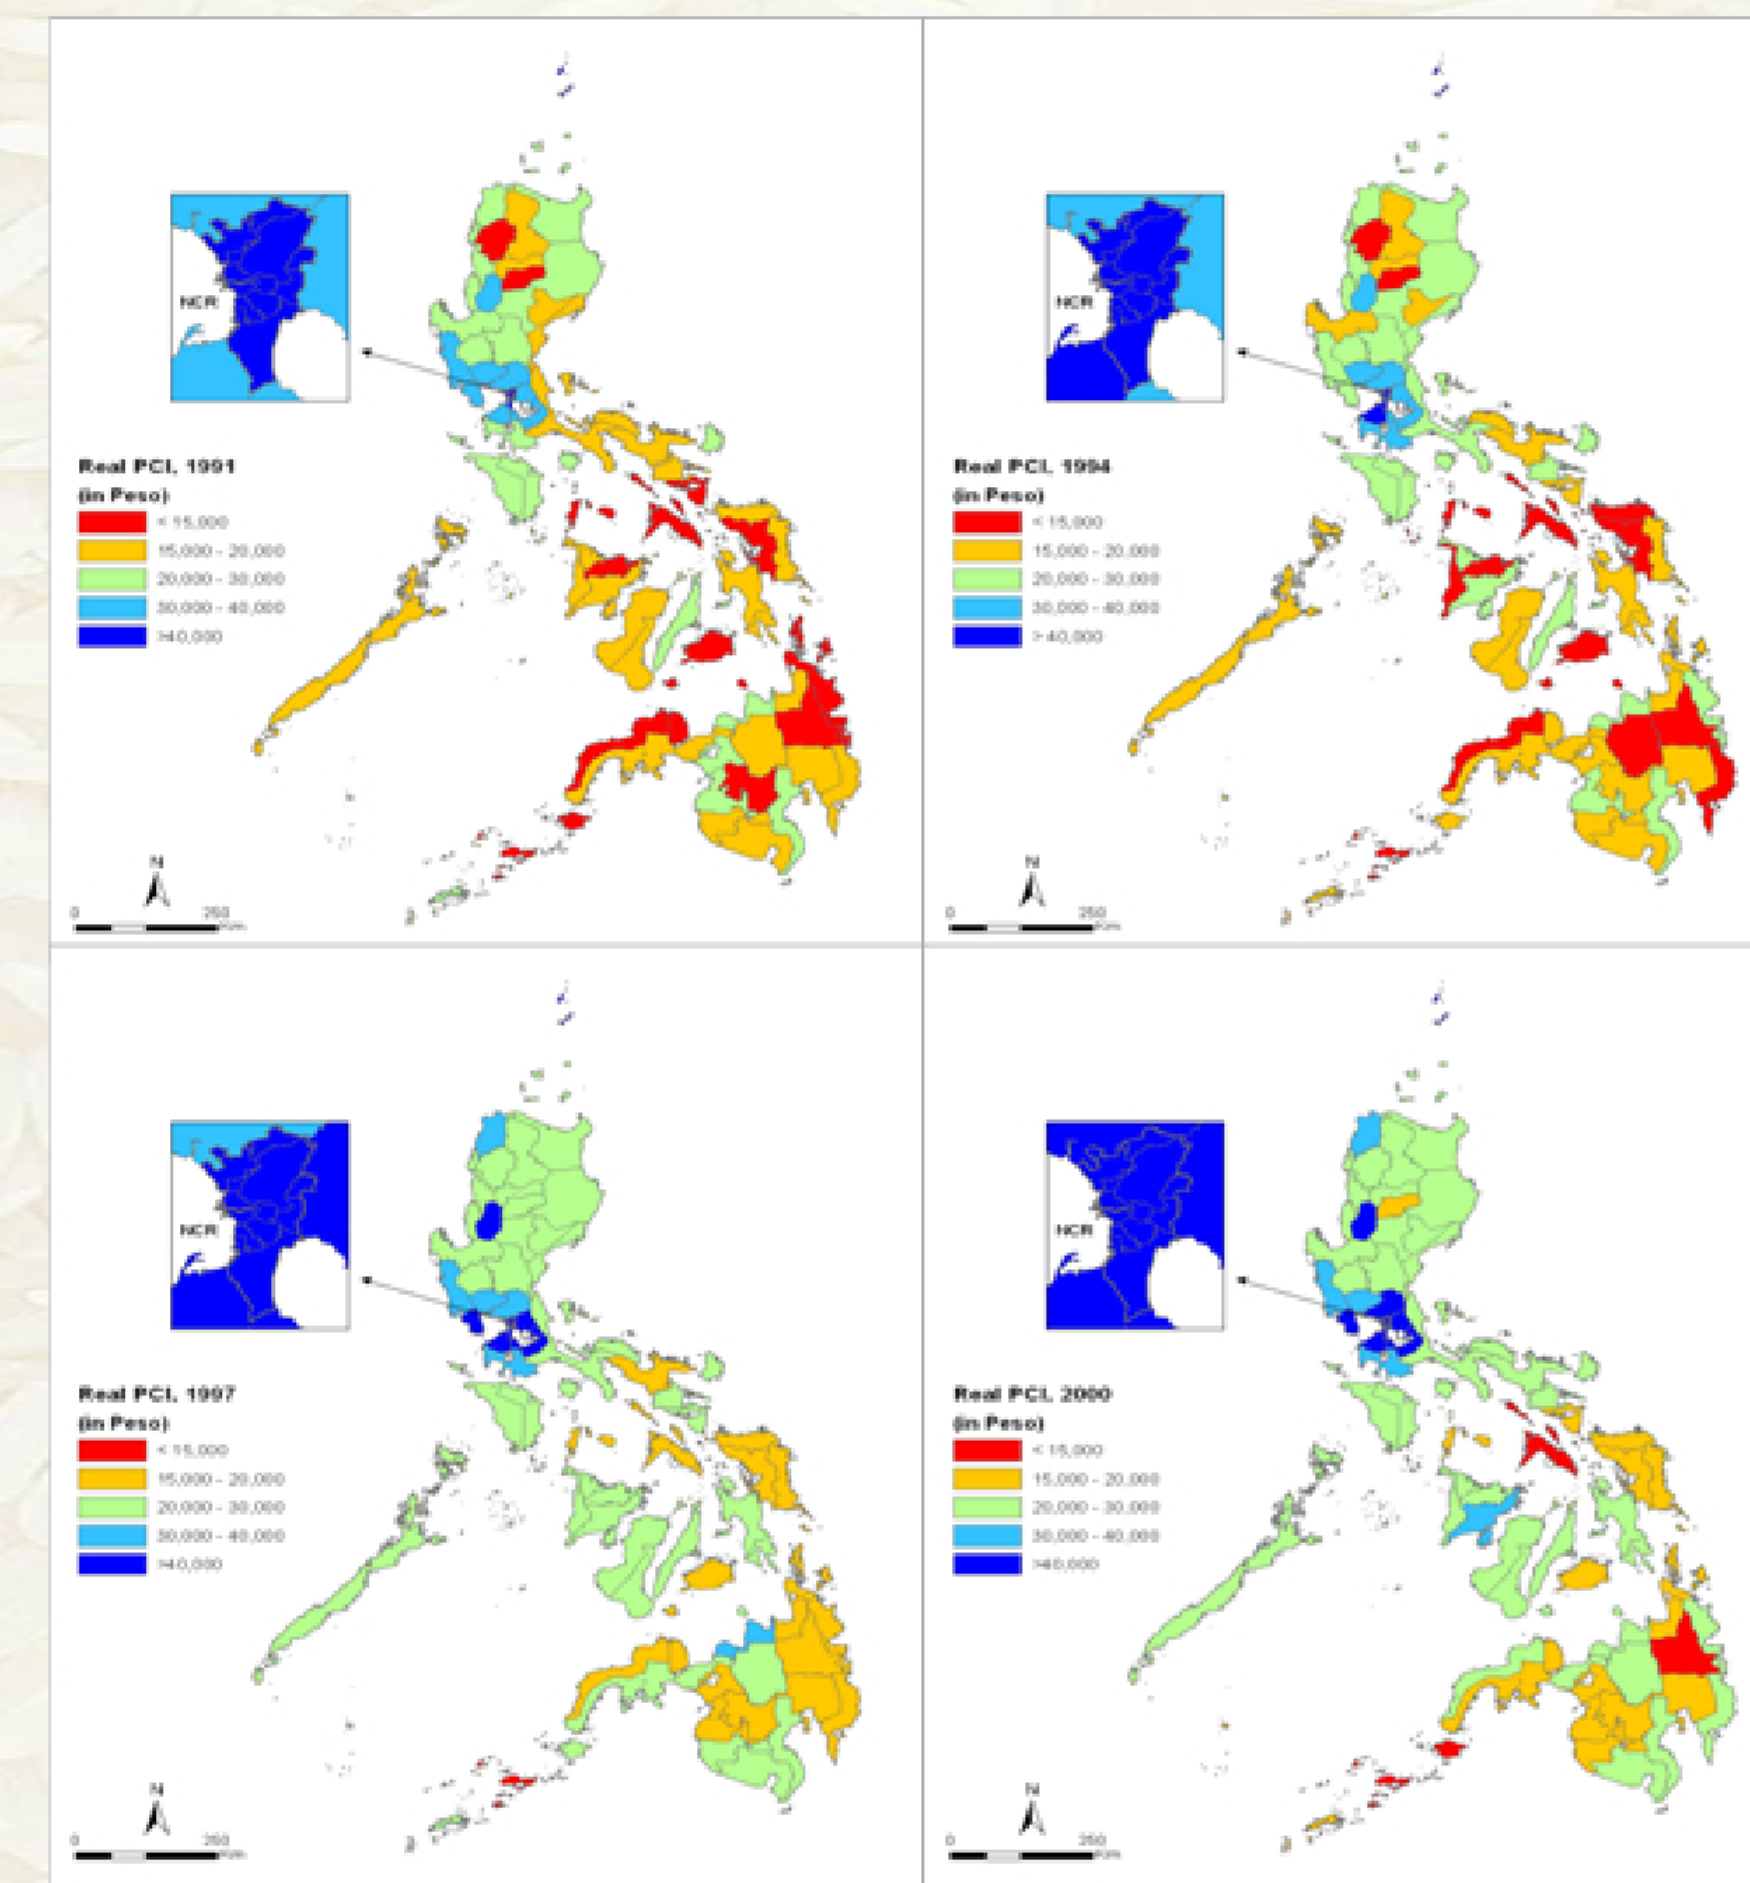 NCR
Real PCI, 1991
(in Peso)
< 15,000
15,000 - 20,000
20,000 - 30,000
30,000 - 40,000
>40,000
N
0 250
Km
NCR
Real PCI, 1994
(in Peso)
< 15,000
15,000 - 20,000
20,000 - 30,000
30,000 - 40,000
> 40,000
N
0 250
Km
NCR
Real PCI, 1997
(in Peso)
< 15,000
15,000 - 20,000
20,000 - 30,000
30,000 - 40,000
>40,000
N
0 250
Km
NCR
Real PCI, 2000
(in Peso)
< 15,000
15,000 - 20,000
20,000 - 30,000
30,000 - 40,000
>40,000
N
0 250
Km